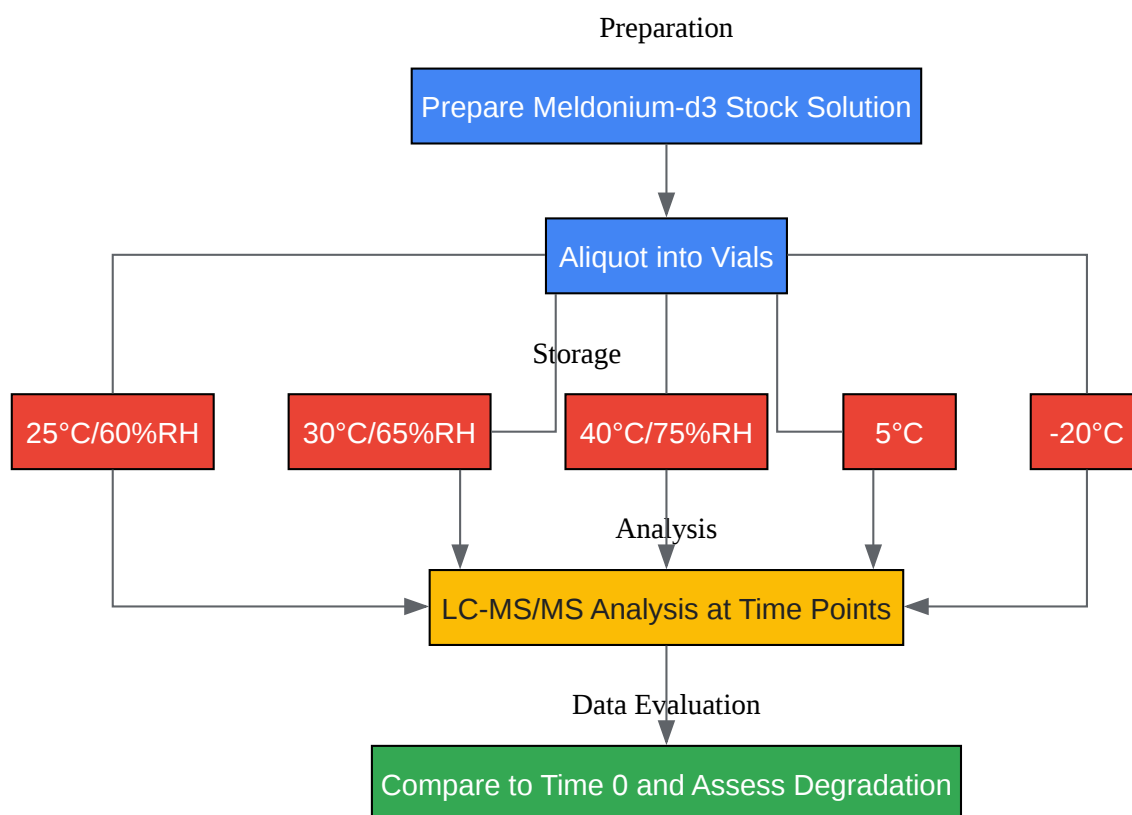 Preparation
Prepare Meldonium-d3 Stock Solution
Aliquot into Vials
Storage
25°C/60%RH
30°C/65%RH
40°C/75%RH
5°C
-20°C
Analysis
LC-MS/MS Analysis at Time Points
Data Evaluation
Compare to Time 0 and Assess Degradation